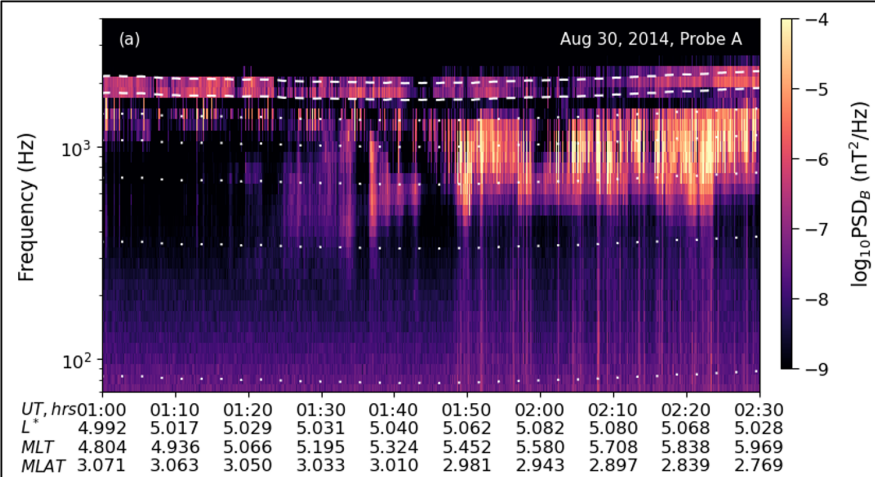 (a) Aug 30, 2014, Probe A
Frequency (Hz)
10³
10²
-4
-5
-6
-7
-8
-9
log₁₀PSD_B (nT²/Hz)
UT, hrs 01:00 01:10 01:20 01:30 01:40 01:50 02:00 02:10 02:20 02:30
L* 4.992 5.017 5.029 5.031 5.040 5.062 5.082 5.080 5.068 5.028
MLT 4.804 4.936 5.066 5.195 5.324 5.452 5.580 5.708 5.838 5.969
MLAT 3.071 3.063 3.050 3.033 3.010 2.981 2.943 2.897 2.839 2.769